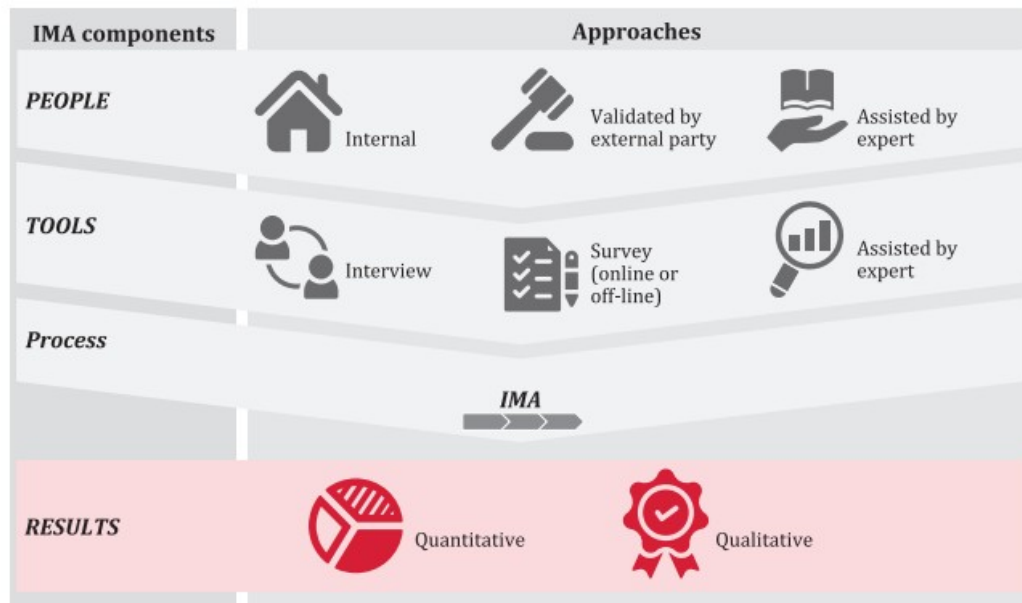 IMA components
Approaches
PEOPLE
Internal
Validated by
external party
Assisted by
expert
TOOLS
Interview
Survey
(online or
off-line)
Assisted by
expert
Process
IMA
RESULTS
Quantitative
Qualitative